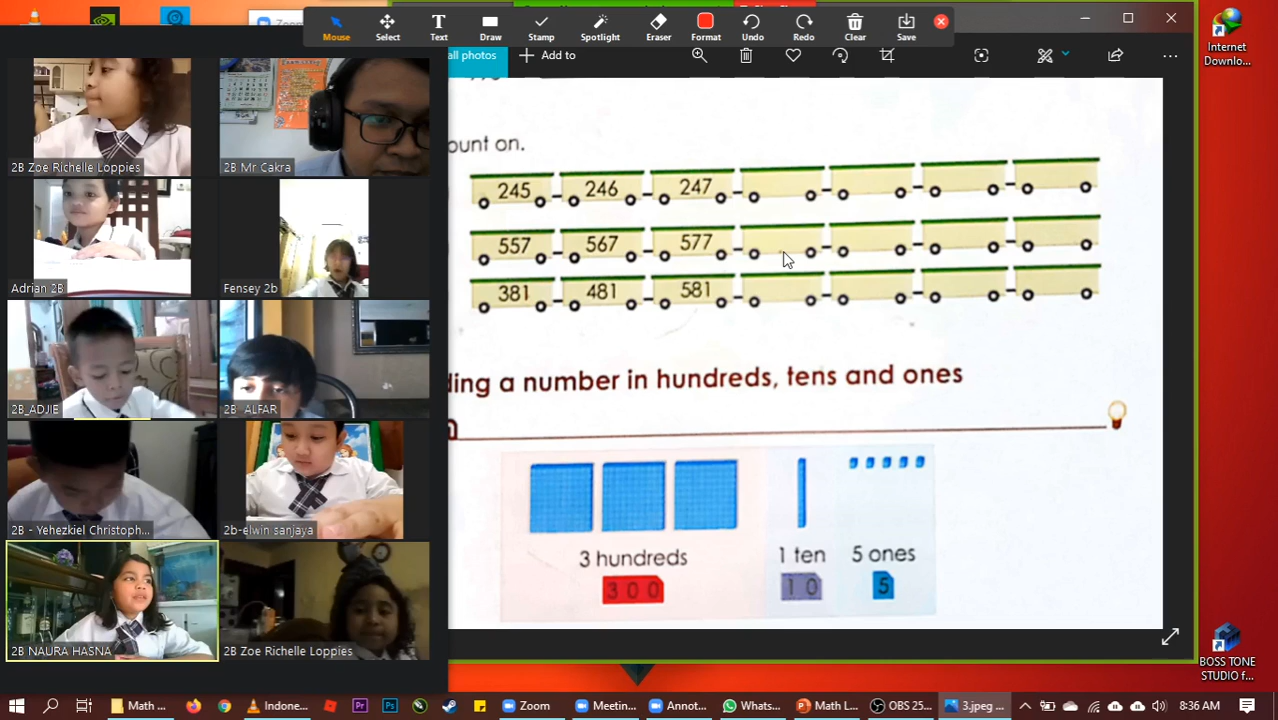 Mouse Select Text Draw Stamp Spotlight Eraser Format Undo Redo Clear Save
all photos Add to
ount on.
245 246 247
557 567 577
381 481 581
ding a number in hundreds, tens and ones
3 hundreds 1 ten 5 ones
300 10 5
2B Zoe Richelle Loppies
2B Mr Cakra
Adrian 2B
Fensey 2b
2B_ADJIE
2B_ALFAR
2B - Yehezkiel Christoph...
2b-elwin sanjaya
2B NAURA HASNA
2B Zoe Richelle Loppies
Internet
Downlo...
BOSS TONE
STUDIO f...
Math ... Indone... Zoom Meetin... Annot... Whats... Math L... OBS 25.... 3.jpeg ... 8:36 AM